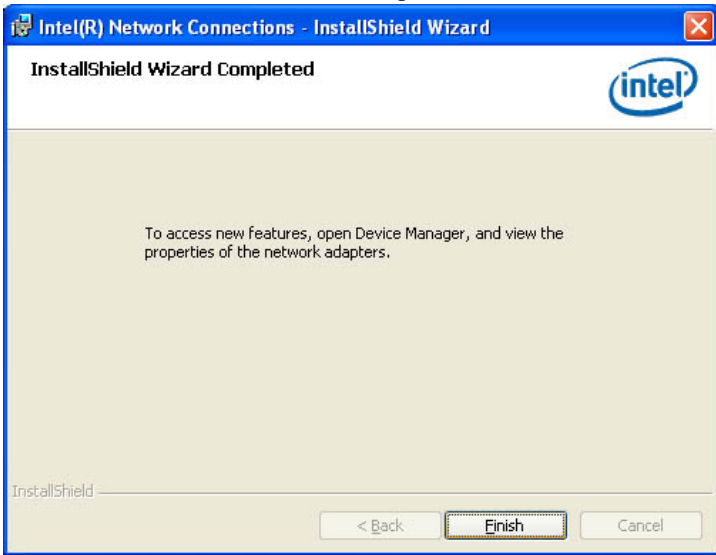 Intel(R) Network Connections - InstallShield Wizard
InstallShield Wizard Completed
intel
To access new features, open Device Manager, and view the
properties of the network adapters.
InstallShield
< Back
Finish
Cancel